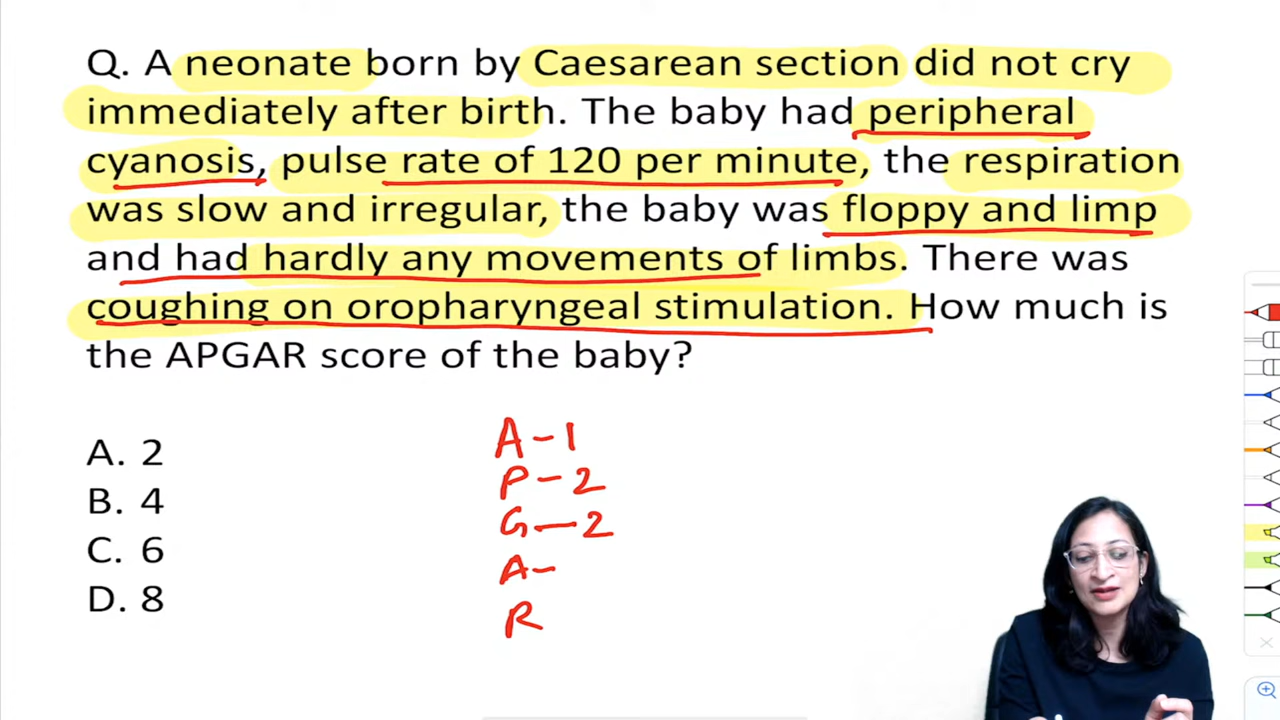 Q. A neonate born by Caesarean section did not cry
immediately after birth. The baby had peripheral
cyanosis, pulse rate of 120 per minute, the respiration
was slow and irregular, the baby was floppy and limp
and had hardly any movements of limbs. There was
coughing on oropharyngeal stimulation. How much is
the APGAR score of the baby?
A. 2
B. 4
C. 6
D. 8
A - 1
P - 2
G - 2
A -
R